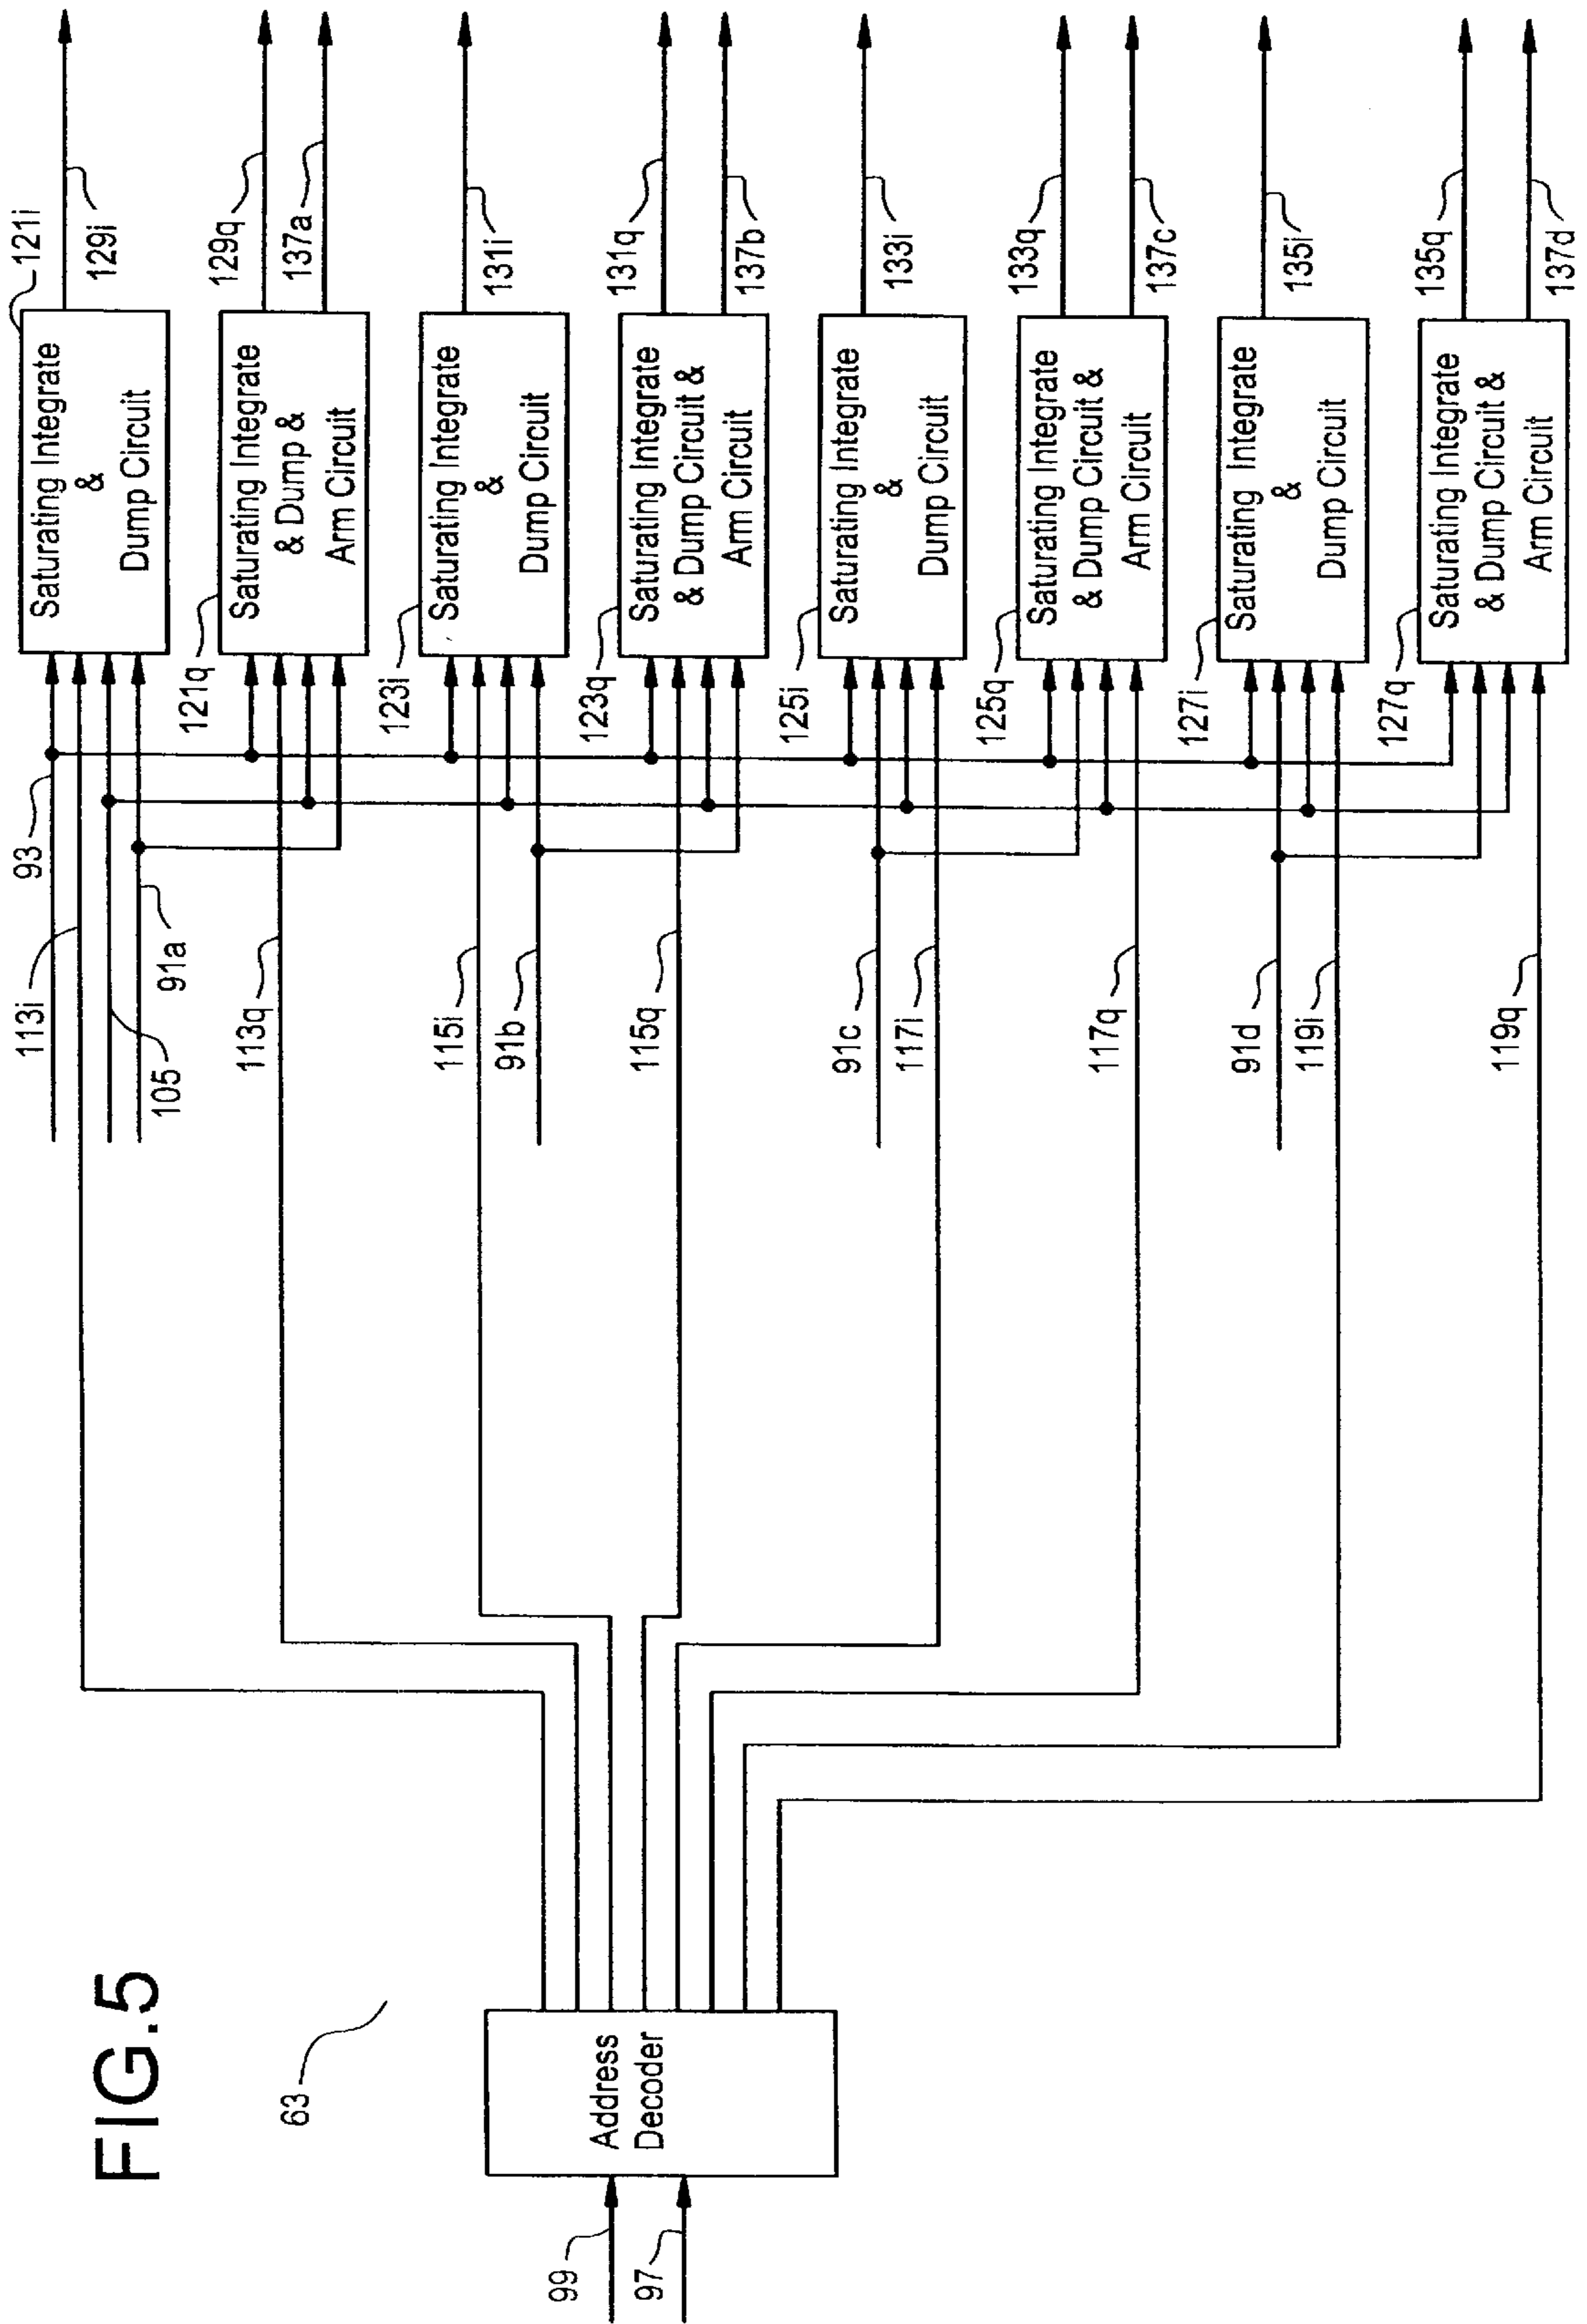 FIG.5
63
99
97
Address
Decoder
113i
93
105
91a
113q
115i
91b
115q
91c
117i
117q
91d
119i
119q
121i
Saturating Integrate
&
Dump Circuit
129i
121q
Saturating Integrate
& Dump &
Arm Circuit
129q
137a
123i
Saturating Integrate
&
Dump Circuit
131i
123q
Saturating Integrate
& Dump Circuit &
Arm Circuit
131q
137b
125i
Saturating Integrate
&
Dump Circuit
133i
125q
Saturating Integrate
& Dump Circuit &
Arm Circuit
133q
137c
127i
Saturating Integrate
&
Dump Circuit
135i
127q
Saturating Integrate
& Dump Circuit &
Arm Circuit
135q
137d